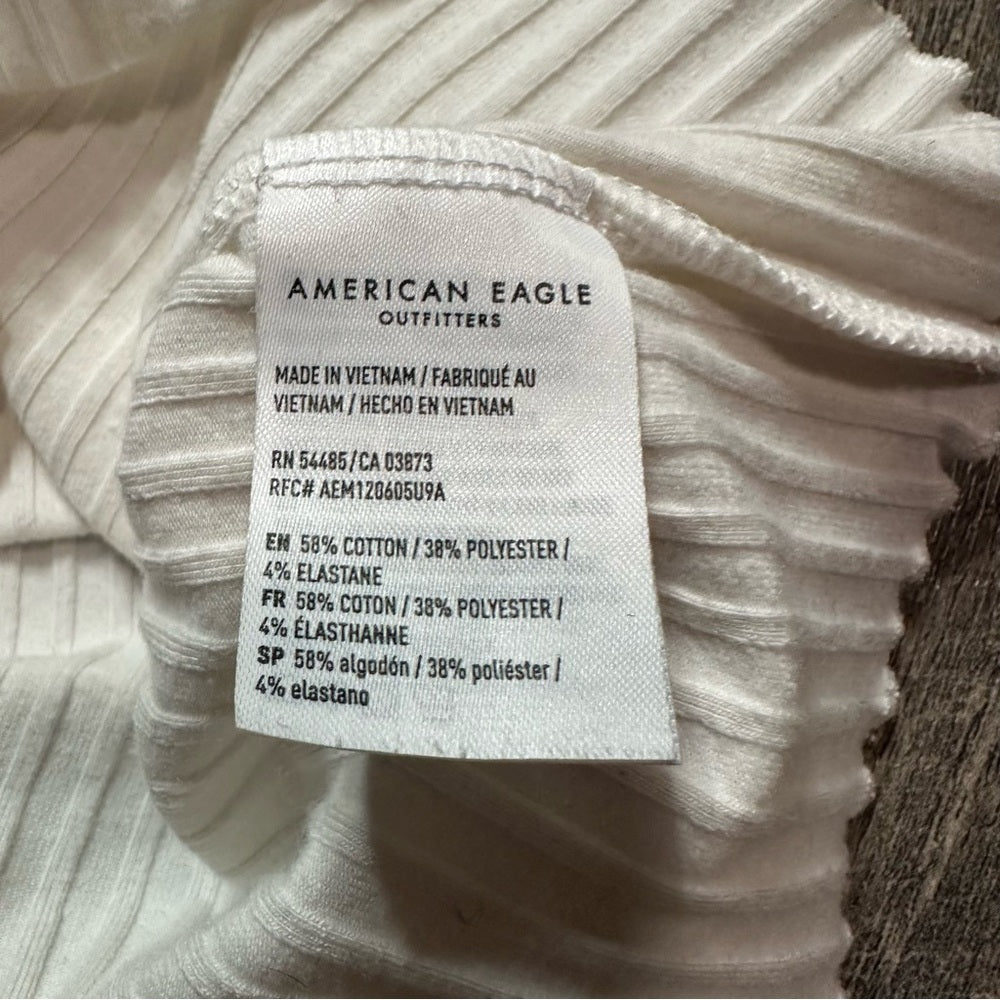 AMERICAN EAGLE
OUTFITTERS
MADE IN VIETNAM / FABRIQUÉ AU
VIETNAM / HECHO EN VIETNAM
RN 54485/CA 03873
RFC# AEM120605U9A
EN 58% COTTON / 38% POLYESTER /
4% ELASTANE
FR 58% COTON / 38% POLYESTER /
4% ÉLASTHANNE
SP 58% algodón / 38% poliéster /
4% elastano